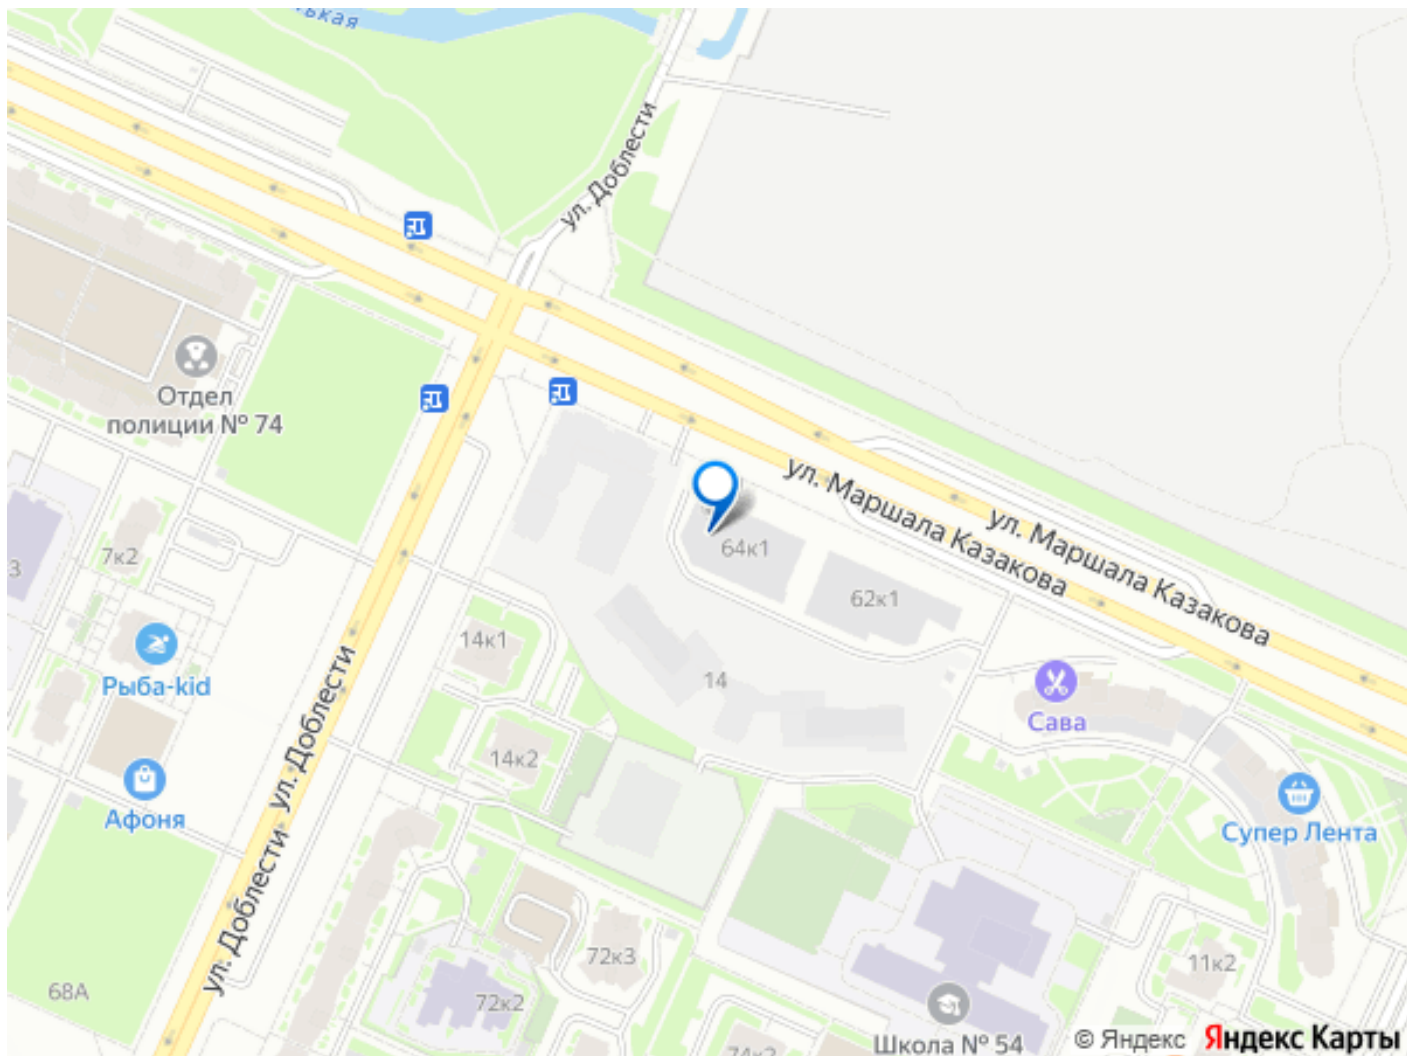 ул. Доблести
Отдел
полиции № 74
ул. Маршала Казакова
ул. Маршала Казакова
64к1
7к2
3
62к1
14к1
Рыба-kid
14
Сава
ул. Доблести
14к2
Афоня
Супер Лента
ул. Доблести
72к3
11к2
68А
72к2
Школа № 54
© Яндекс Яндекс Карты